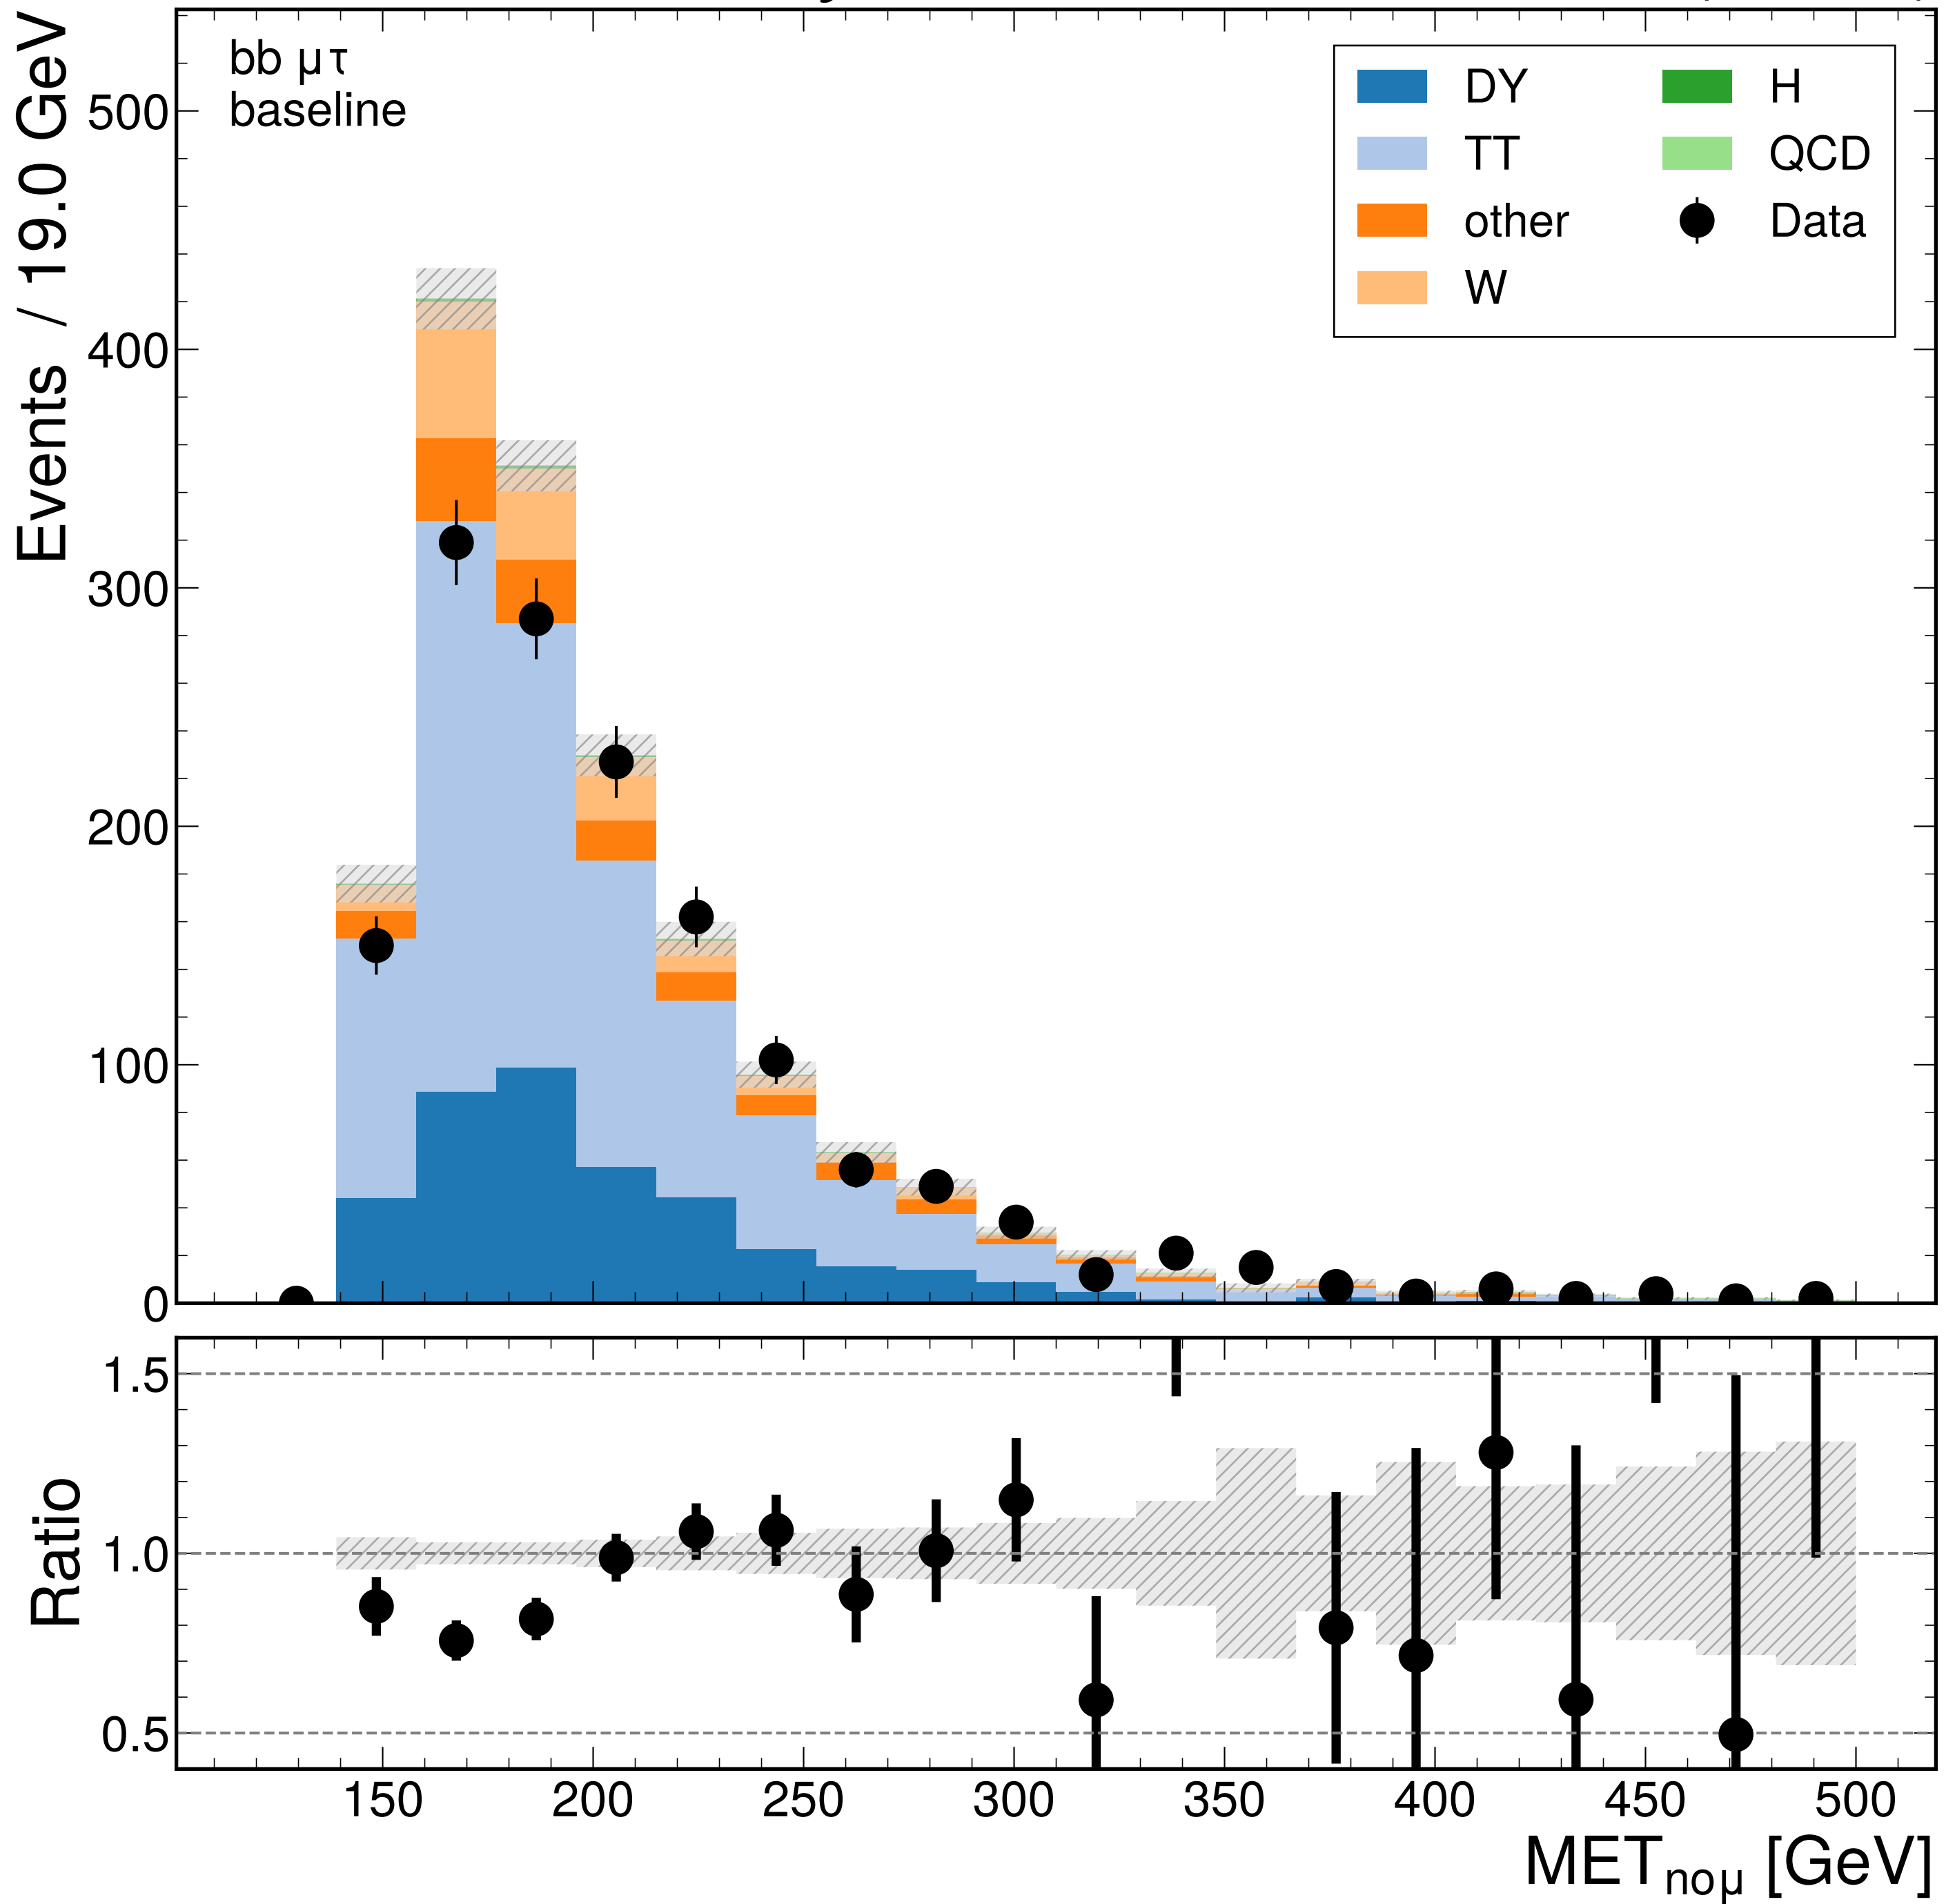 bb μτ
baseline
DY
TT
other
W
H
QCD
Data
Events / 19.0 GeV
500
400
300
200
100
0
Ratio
1.5
1.0
0.5
150 200 250 300 350 400 450 500
MET_noμ [GeV]